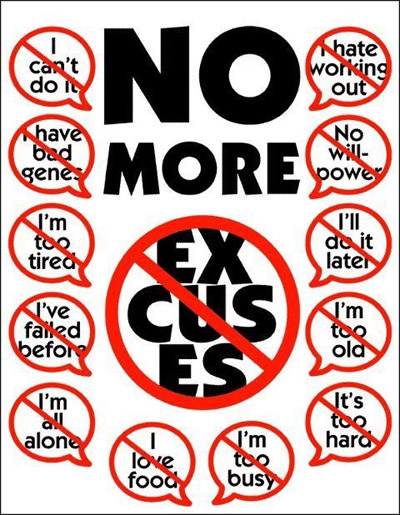 NO
MORE
EX
CUS
ES
I
can't
do it
I have
bad
genes
I'm
too
tired
I've
failed
before
I'm
all
alone
I
love
food
I'm
too
busy
It's
too
hard
I'm
too
old
I'll
do it
later
No
will-
power
I hate
working
out